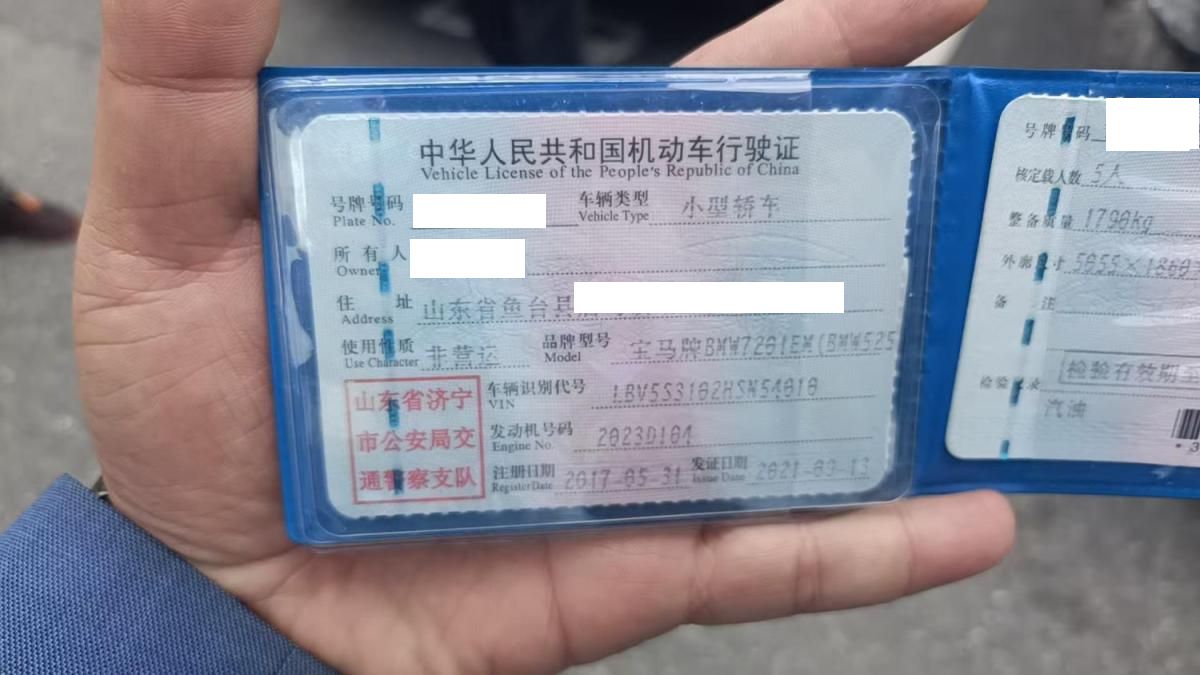 中华人民共和国机动车行驶证
Vehicle License of the People's Republic of China
号牌号码
Plate No.
车辆类型 小型轿车
Vehicle Type
所有人
Owner
住址 山东省鱼台县
Address
使用性质 非营运
Use Character
品牌型号 宝马牌BMW7201EM(BMW525
Model
山东省济宁
市公安局交
通警察支队
车辆识别代号 LBV5S3102HSN54010
VIN
发动机号码 2023D104
Engine No.
注册日期 2017-05-31
Register Date
发证日期 2021-09-13
Issue Date
号牌号码
核定载人数 5人
整备质量 1790kg
外廓尺寸 5055×1868
备注
检验有效期至
检验记录
汽油
*3